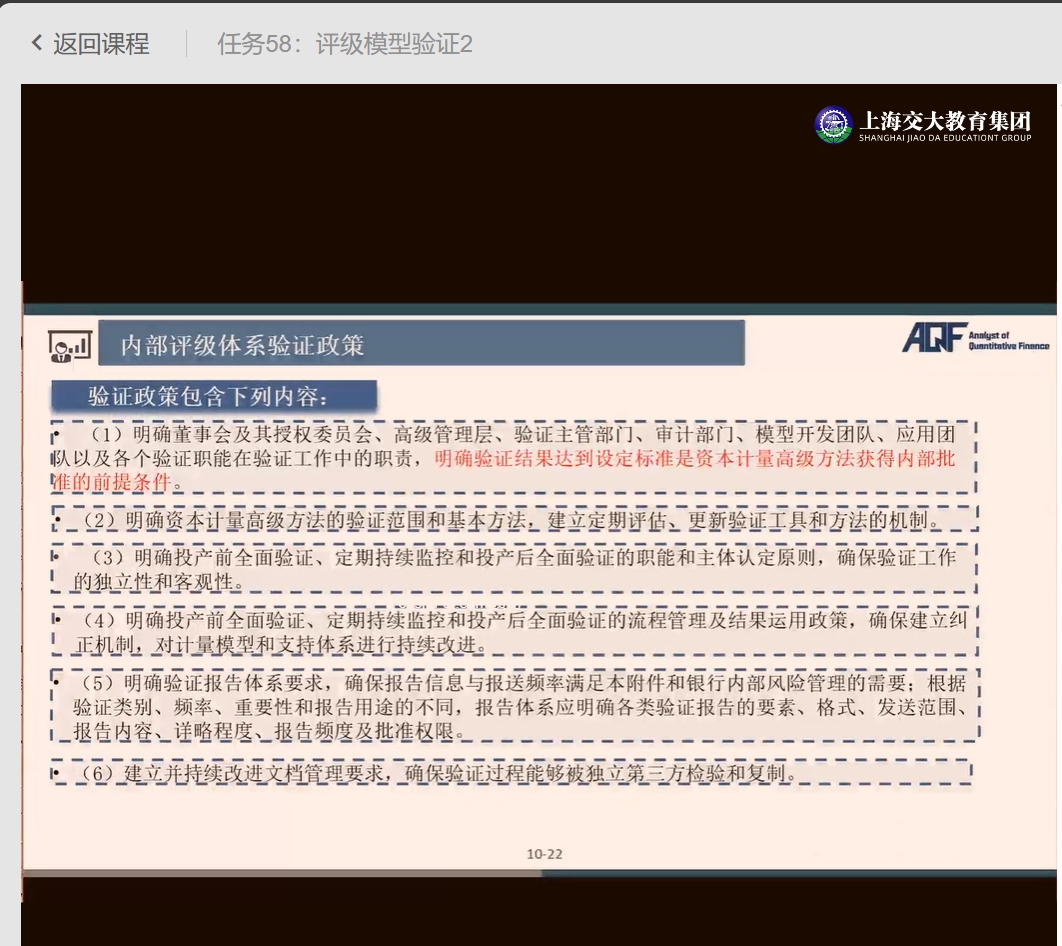 返回课程
任务58：评级模型验证2
上海交大教育集团
SHANGHAI JIAO DA EDUCATIONT GROUP
内部评级体系验证政策
AQF Analyst of
Quantitative Finance
验证政策包含下列内容：
• （1）明确董事会及其授权委员会、高级管理层、验证主管部门、审计部门、模型开发团队、应用团
队以及各个验证职能在验证工作中的职责，明确验证结果达到设定标准是资本计量高级方法获得内部批
准的前提条件。
• （2）明确资本计量高级方法的验证范围和基本方法，建立定期评估、更新验证工具和方法的机制。
• （3）明确投产前全面验证、定期持续监控和投产后全面验证的职能和主体认定原则，确保验证工作
的独立性和客观性。
• （4）明确投产前全面验证、定期持续监控和投产后全面验证的流程管理及结果运用政策，确保建立纠
正机制，对计量模型和支持体系进行持续改进。
• （5）明确验证报告体系要求，确保报告信息与报送频率满足本附件和银行内部风险管理的需要；根据
验证类别、频率、重要性和报告用途的不同，报告体系应明确各类验证报告的要素、格式、发送范围、
报告内容、详略程度、报告频度及批准权限。
• （6）建立并持续改进文档管理要求，确保验证过程能够被独立第三方检验和复制。
10-22